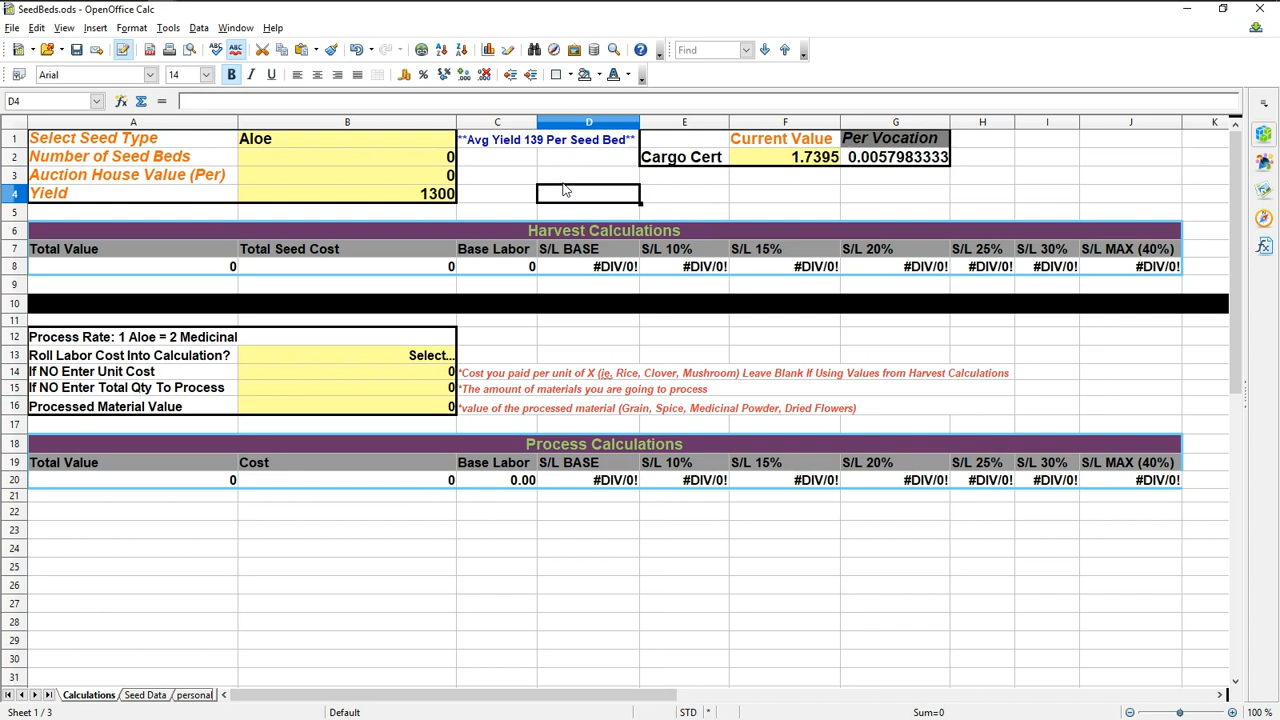 SeedBeds.ods - OpenOffice Calc
File Edit View Insert Format Tools Data Window Help
Find
Arial 14 B I U
D4
A B C D E F G H I J K
1 Select Seed Type Aloe **Avg Yield 139 Per Seed Bed** Current Value Per Vocation
2 Number of Seed Beds 0 Cargo Cert 1.7395 0.0057983333
3 Auction House Value (Per) 0
4 Yield 1300
5
6 Harvest Calculations
7 Total Value Total Seed Cost Base Labor S/L BASE S/L 10% S/L 15% S/L 20% S/L 25% S/L 30% S/L MAX (40%)
8 0 0 0 #DIV/0! #DIV/0! #DIV/0! #DIV/0! #DIV/0! #DIV/0! #DIV/0!
9
10
11
12 Process Rate: 1 Aloe = 2 Medicinal
13 Roll Labor Cost Into Calculation? Select...
14 If NO Enter Unit Cost 0 *Cost you paid per unit of X (ie. Rice, Clover, Mushroom) Leave Blank If Using Values from Harvest Calculations
15 If NO Enter Total Qty To Process 0 *The amount of materials you are going to process
16 Processed Material Value 0 *value of the processed material (Grain, Spice, Medicinal Powder, Dried Flowers)
17
18 Process Calculations
19 Total Value Cost Base Labor S/L BASE S/L 10% S/L 15% S/L 20% S/L 25% S/L 30% S/L MAX (40%)
20 0 0 0.00 #DIV/0! #DIV/0! #DIV/0! #DIV/0! #DIV/0! #DIV/0! #DIV/0!
21
22
23
24
25
26
27
28
29
30
31
Calculations Seed Data personal
Sheet 1 / 3 Default STD * Sum=0 100 %